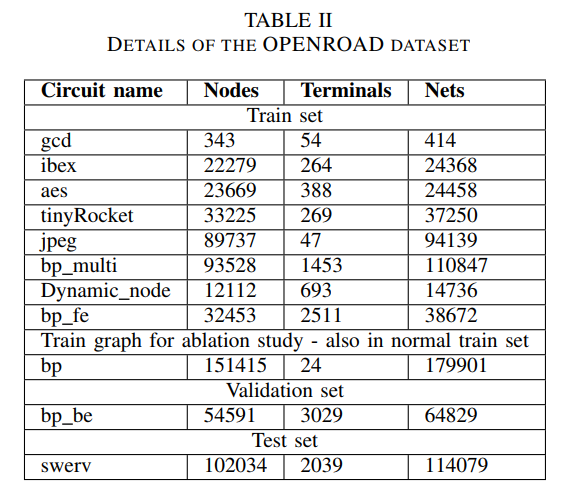 TABLE II
DETAILS OF THE OPENROAD DATASET
Circuit name Nodes Terminals Nets
Train set
gcd 343 54 414
ibex 22279 264 24368
aes 23669 388 24458
tinyRocket 33225 269 37250
jpeg 89737 47 94139
bp_multi 93528 1453 110847
Dynamic_node 12112 693 14736
bp_fe 32453 2511 38672
Train graph for ablation study - also in normal train set
bp 151415 24 179901
Validation set
bp_be 54591 3029 64829
Test set
swerv 102034 2039 114079